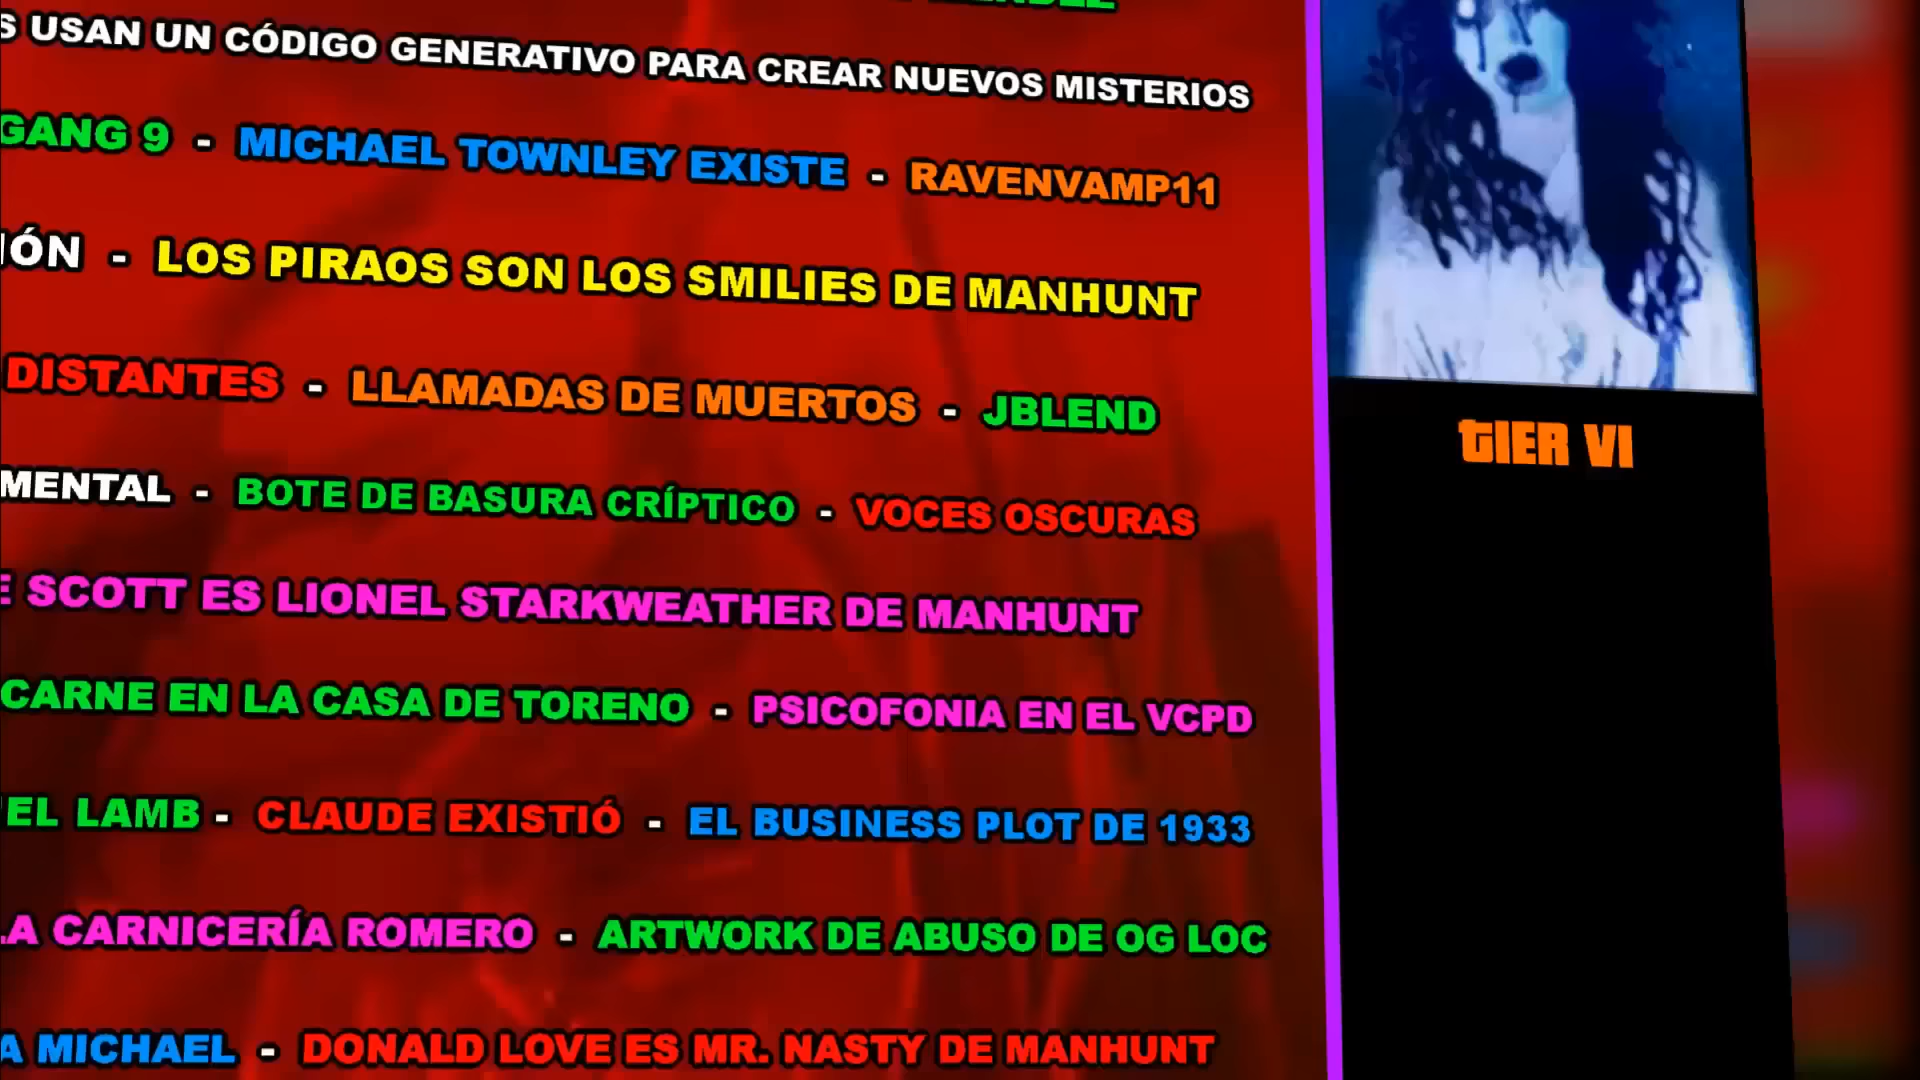 USAN UN CÓDIGO GENERATIVO PARA CREAR NUEVOS MISTERIOS
GANG 9 - MICHAEL TOWNLEY EXISTE - RAVENVAMP11
IÓN - LOS PIRAOS SON LOS SMILIES DE MANHUNT
DISTANTES - LLAMADAS DE MUERTOS - JBLEND
MENTAL - BOTE DE BASURA CRÍPTICO - VOCES OSCURAS
SCOTT ES LIONEL STARKWEATHER DE MANHUNT
CARNE EN LA CASA DE TORENO - PSICOFONIA EN EL VCPD
EL LAMB - CLAUDE EXISTIÓ - EL BUSINESS PLOT DE 1933
LA CARNICERÍA ROMERO - ARTWORK DE ABUSO DE OG LOC
A MICHAEL - DONALD LOVE ES MR. NASTY DE MANHUNT
TIER VI